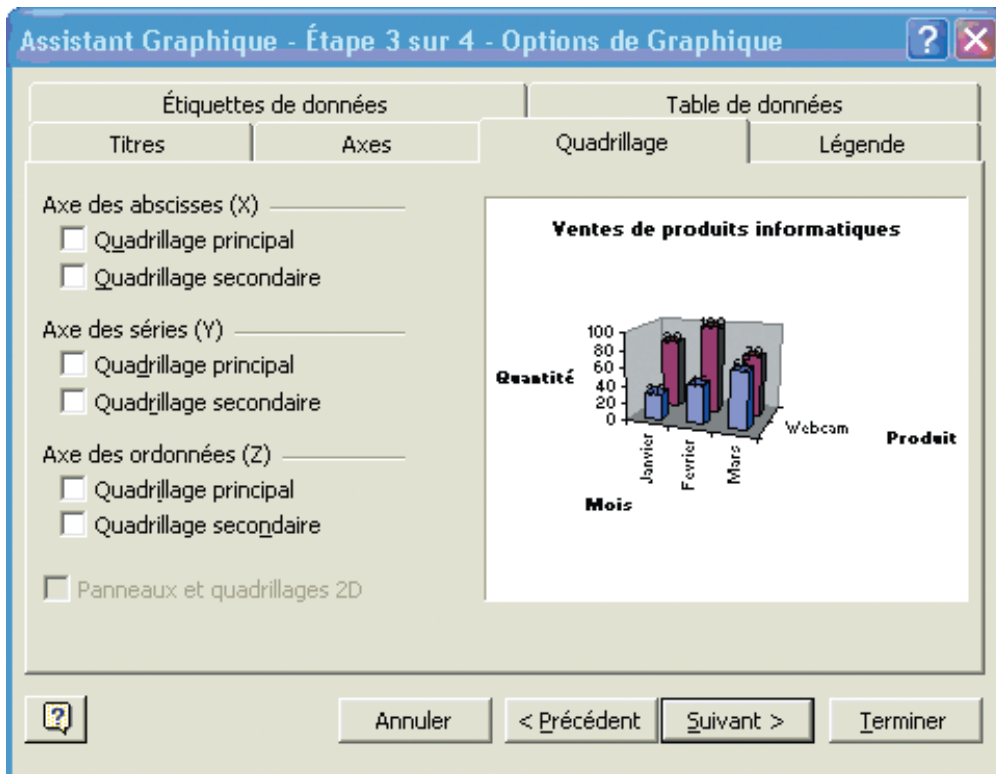 Assistant Graphique - Étape 3 sur 4 - Options de Graphique
Étiquettes de données
Table de données
Titres
Axes
Quadrillage
Légende
Axe des abscisses (X)
Quadrillage principal
Quadrillage secondaire
Axe des séries (Y)
Quadrillage principal
Quadrillage secondaire
Axe des ordonnées (Z)
Quadrillage principal
Quadrillage secondaire
Panneaux et quadrillages 2D
Ventes de produits informatiques
100
80
60
40
20
0
Quantité
Janvier
Fevrier
Mars
Webcam
Produit
Mois
Annuler
< Précédent
Suivant >
Terminer